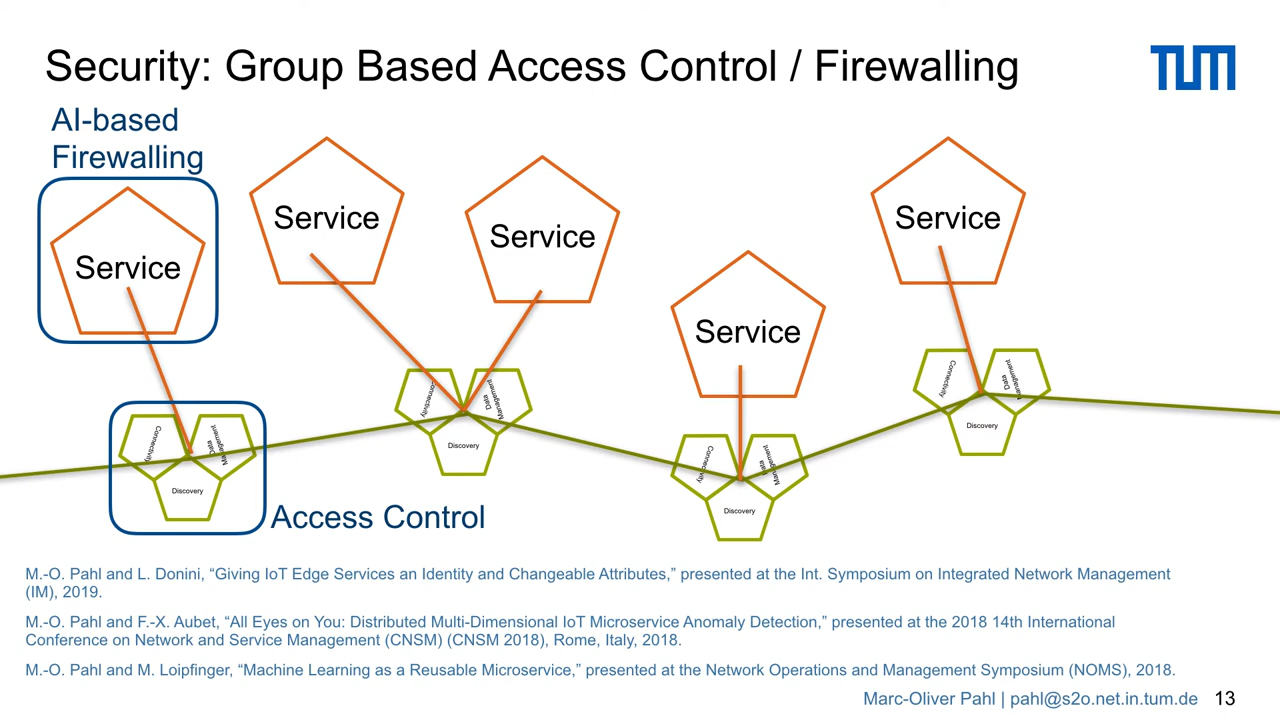 Security: Group Based Access Control / Firewalling
TUM
AI-based
Firewalling
Service
Service
Service
Service
Service
Connectivity
Data
Management
Discovery
Connectivity
Data
Management
Discovery
Connectivity
Data
Management
Discovery
Connectivity
Data
Management
Discovery
Access Control
M.-O. Pahl and L. Donini, “Giving IoT Edge Services an Identity and Changeable Attributes,” presented at the Int. Symposium on Integrated Network Management
(IM), 2019.
M.-O. Pahl and F.-X. Aubet, “All Eyes on You: Distributed Multi-Dimensional IoT Microservice Anomaly Detection,” presented at the 2018 14th International
Conference on Network and Service Management (CNSM) (CNSM 2018), Rome, Italy, 2018.
M.-O. Pahl and M. Loipfinger, “Machine Learning as a Reusable Microservice,” presented at the Network Operations and Management Symposium (NOMS), 2018.
Marc-Oliver Pahl | pahl@s2o.net.in.tum.de 13